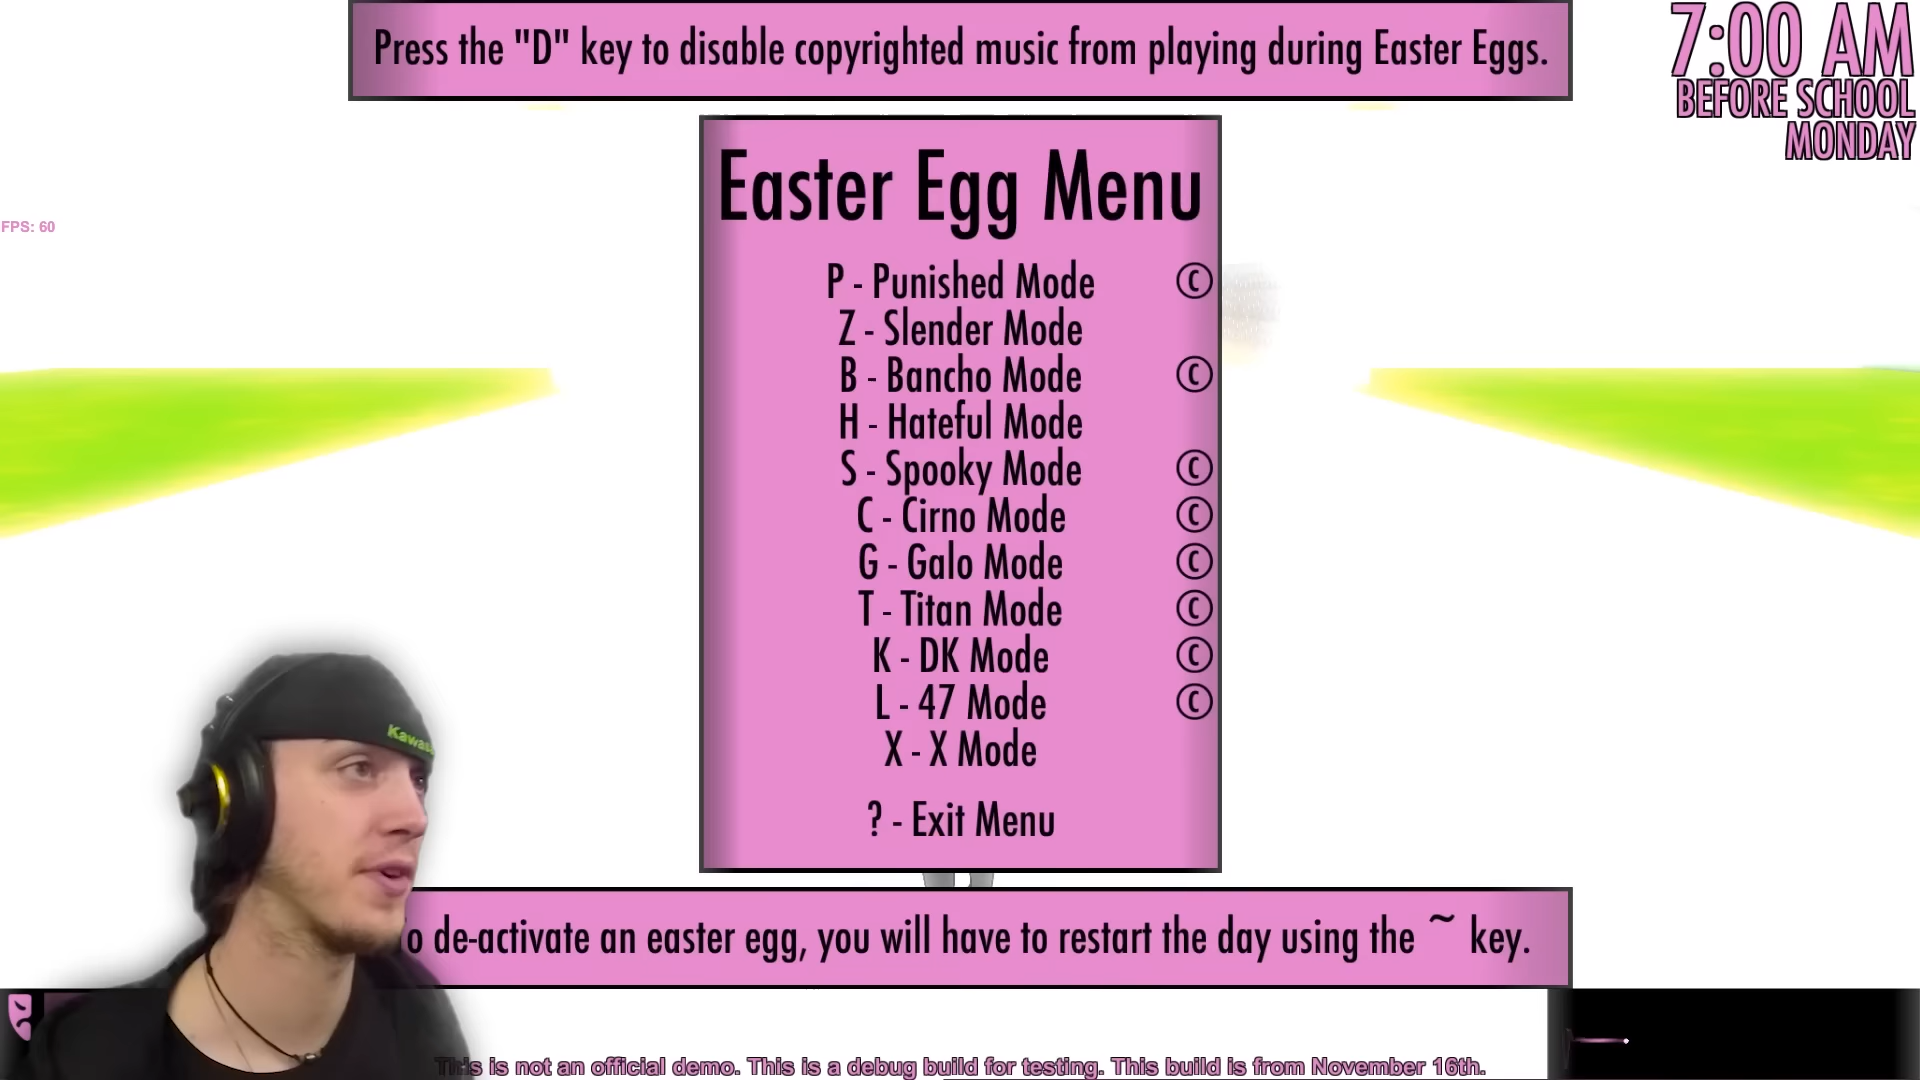 Press the "D" key to disable copyrighted music from playing during Easter Eggs.
7:00 AM
BEFORE SCHOOL
MONDAY
FPS: 60
Easter Egg Menu
P - Punished Mode ©
Z - Slender Mode
B - Bancho Mode ©
H - Hateful Mode
S - Spooky Mode ©
C - Cirno Mode ©
G - Galo Mode ©
T - Titan Mode ©
K - DK Mode ©
L - 47 Mode ©
X - X Mode
? - Exit Menu
To de-activate an easter egg, you will have to restart the day using the ~ key.
This is not an official demo. This is a debug build for testing. This build is from November 16th.